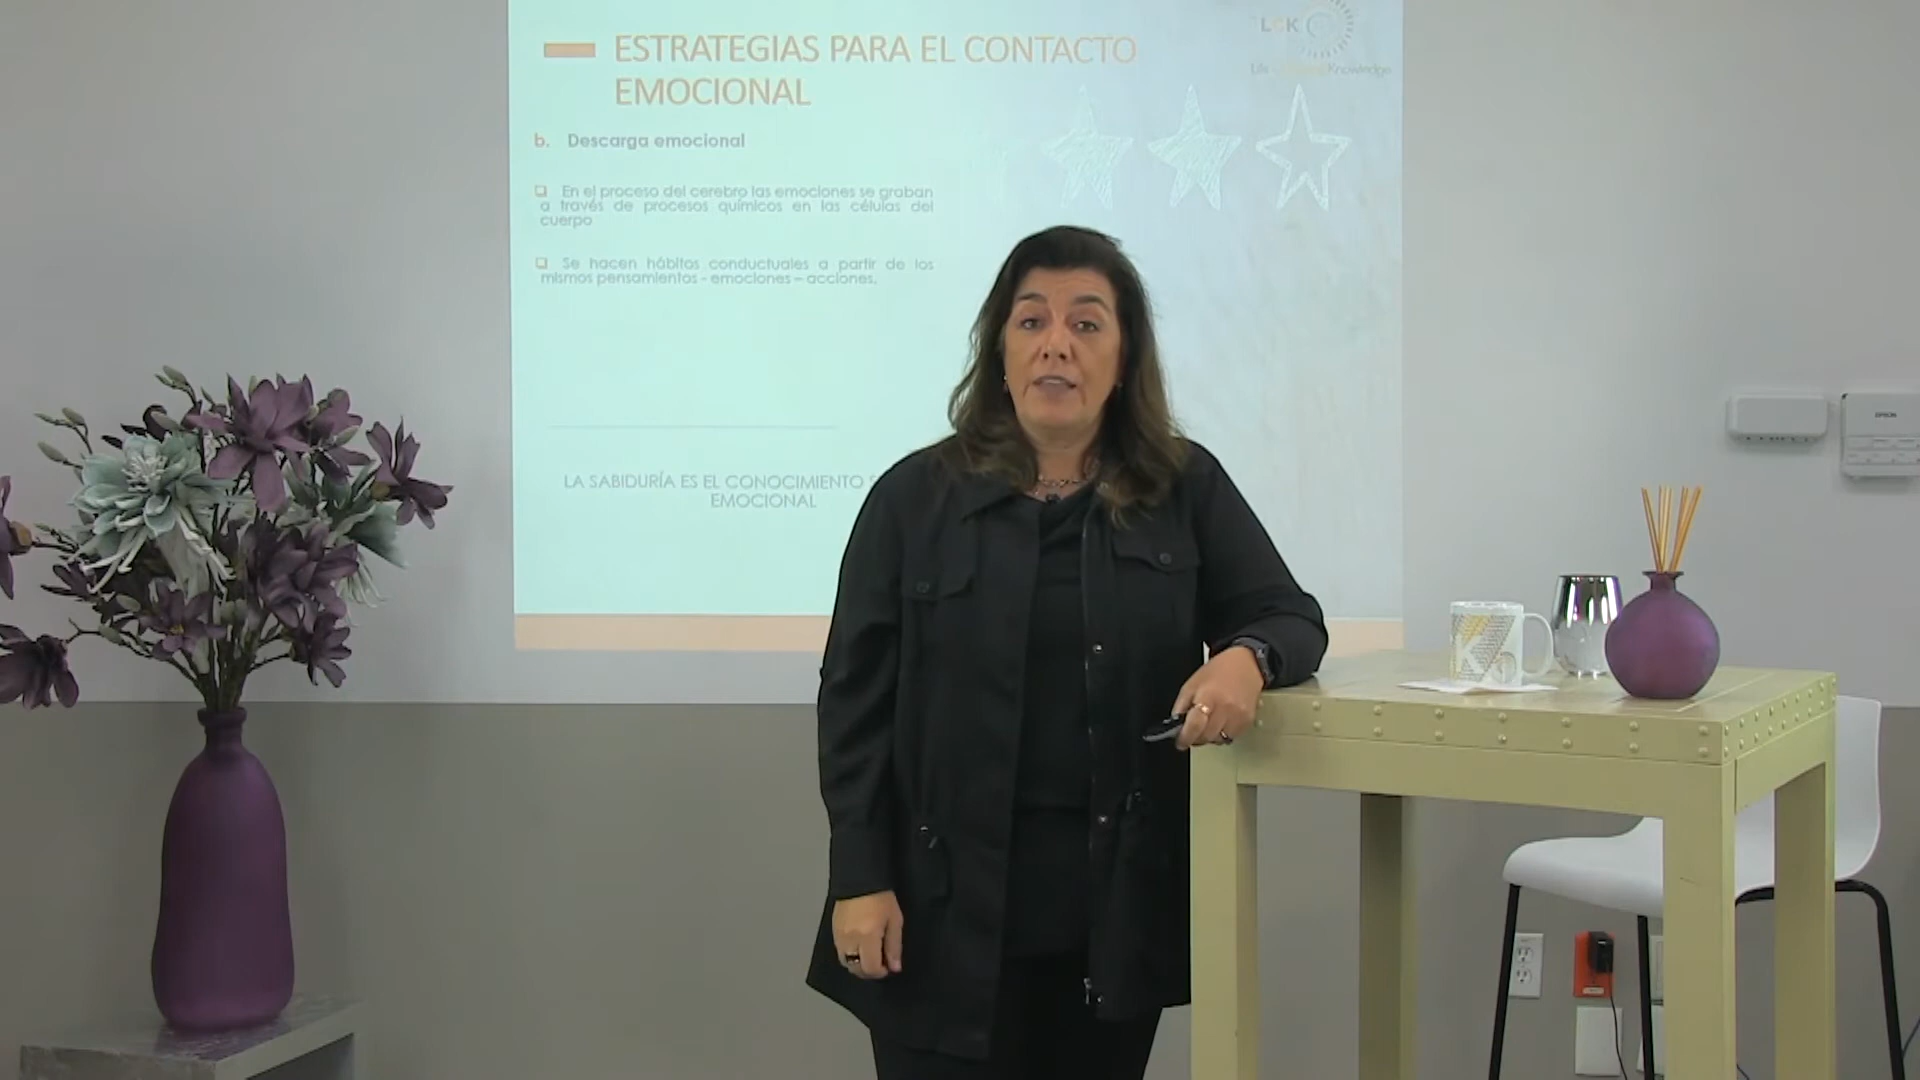 LCK
Knowledge
ESTRATEGIAS PARA EL CONTACTO
EMOCIONAL
b. Descarga emocional
En el proceso del cerebro las emociones se graban
a través de procesos químicos en las células del
cuerpo
Se hacen hábitos conductuales a partir de los
mismos pensamientos - emociones – acciones.
LA SABIDURÍA ES EL CONOCIMIENTO
EMOCIONAL
EPSON
K